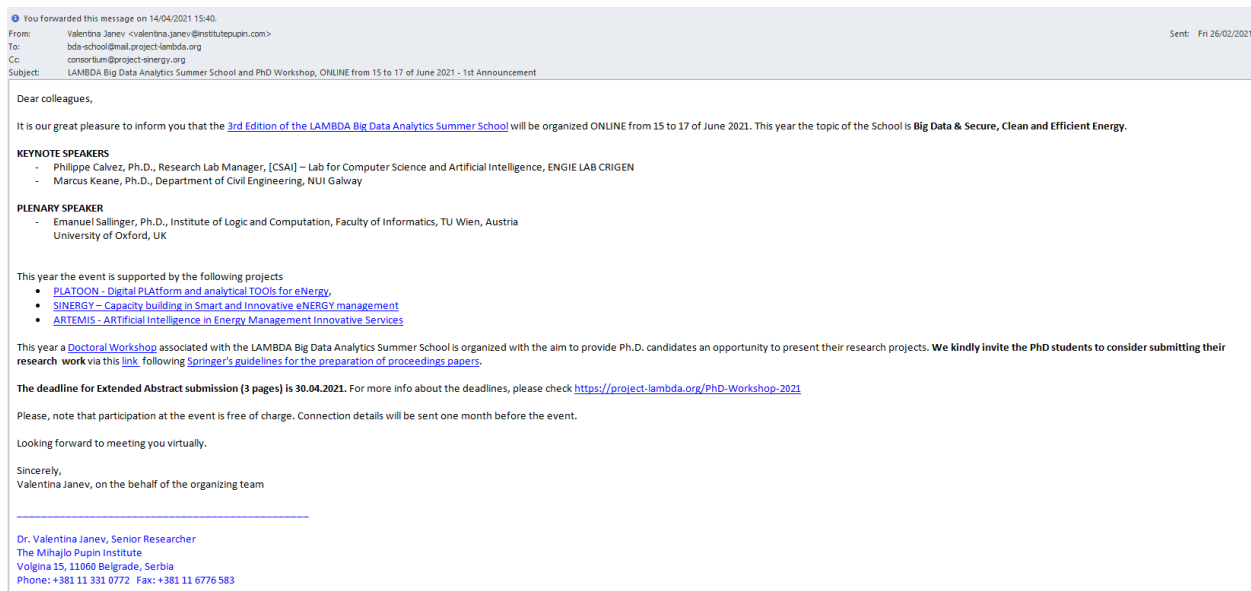 You forwarded this message on 14/04/2021 15:40.
From: Valentina Janev <valentina.janev@institutepupin.com> Sent: Fri 26/02/2021
To: bda-school@mail.project-lambda.org
Cc: consortium@project-sinergy.org
Subject: LAMBDA Big Data Analytics Summer School and PhD Workshop, ONLINE from 15 to 17 of June 2021 - 1st Announcement
Dear colleagues,
It is our great pleasure to inform you that the 3rd Edition of the LAMBDA Big Data Analytics Summer School will be organized ONLINE from 15 to 17 of June 2021. This year the topic of the School is Big Data & Secure, Clean and Efficient Energy.
KEYNOTE SPEAKERS
- Philippe Calvez, Ph.D., Research Lab Manager, [CSAI] – Lab for Computer Science and Artificial Intelligence, ENGIE LAB CRIGEN
- Marcus Keane, Ph.D., Department of Civil Engineering, NUI Galway
PLENARY SPEAKER
- Emanuel Sallinger, Ph.D., Institute of Logic and Computation, Faculty of Informatics, TU Wien, Austria
University of Oxford, UK
This year the event is supported by the following projects
• PLATOON - Digital PLAtform and analytical TOOls for eNergy,
• SINERGY – Capacity building in Smart and Innovative eNERGY management
• ARTEMIS - ARTificial Intelligence in Energy Management Innovative Services
This year a Doctoral Workshop associated with the LAMBDA Big Data Analytics Summer School is organized with the aim to provide Ph.D. candidates an opportunity to present their research projects. We kindly invite the PhD students to consider submitting their
research work via this link following Springer's guidelines for the preparation of proceedings papers.
The deadline for Extended Abstract submission (3 pages) is 30.04.2021. For more info about the deadlines, please check https://project-lambda.org/PhD-Workshop-2021
Please, note that participation at the event is free of charge. Connection details will be sent one month before the event.
Looking forward to meeting you virtually.
Sincerely,
Valentina Janev, on the behalf of the organizing team
Dr. Valentina Janev, Senior Researcher
The Mihajlo Pupin Institute
Volgina 15, 11060 Belgrade, Serbia
Phone: +381 11 331 0772 Fax: +381 11 6776 583